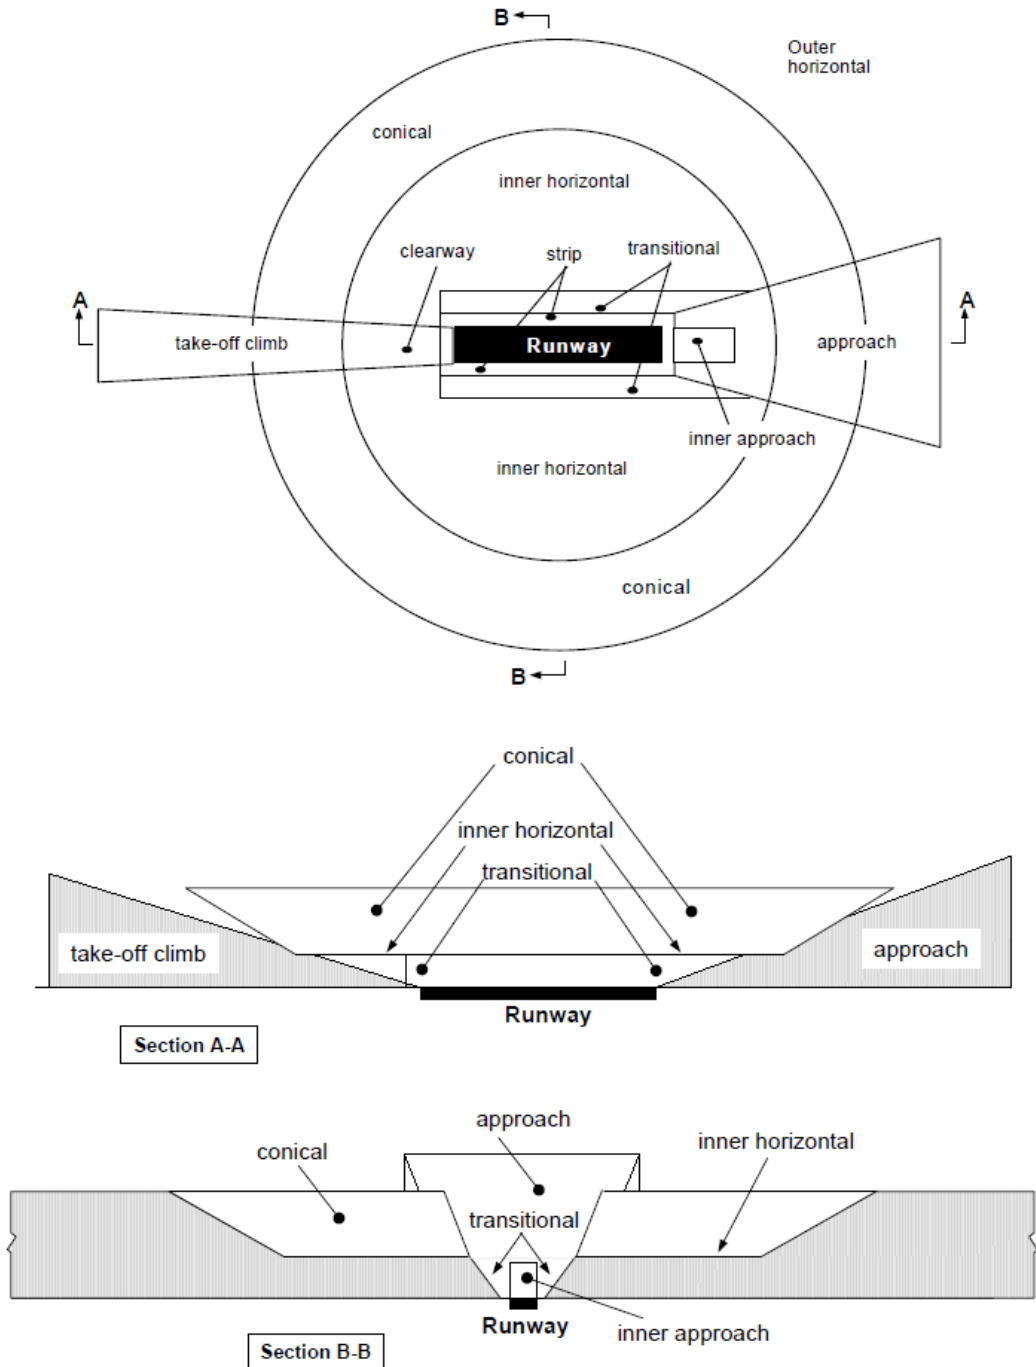 B
Outer
horizontal
conical
inner horizontal
clearway
strip
transitional
A
A
take-off climb
Runway
approach
inner approach
inner horizontal
conical
B
conical
inner horizontal
transitional
take-off climb
approach
Runway
Section A-A
approach
inner horizontal
conical
transitional
Runway
inner approach
Section B-B